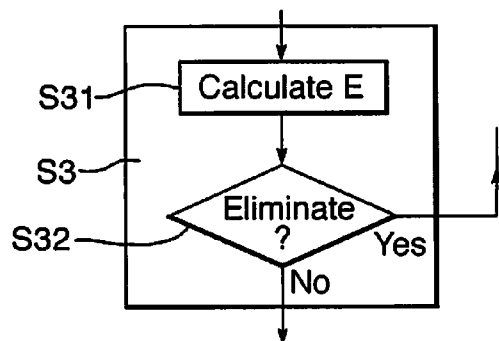 S31
Calculate E
S3
S32
Eliminate
?
Yes
No